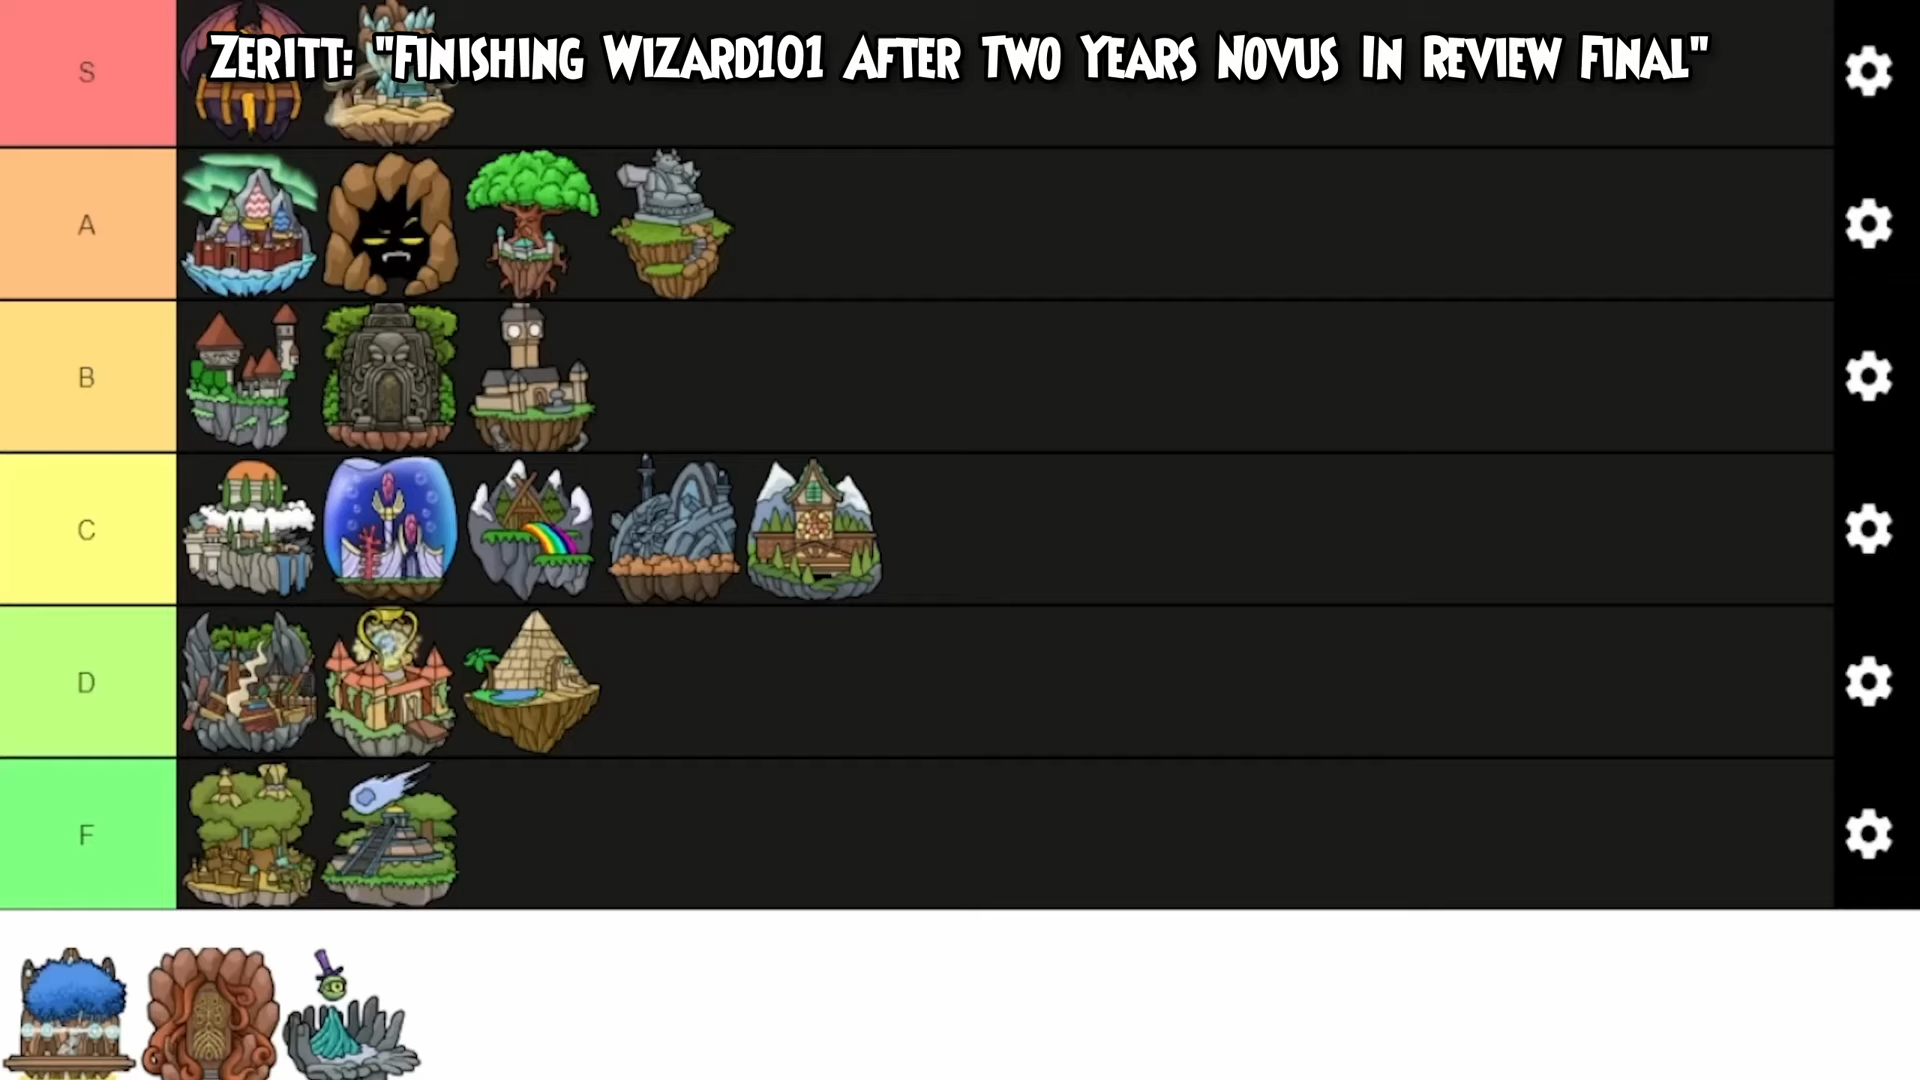 Zeritt: "Finishing Wizard101 After Two Years Novus In Review Final"
S
A
B
C
D
F